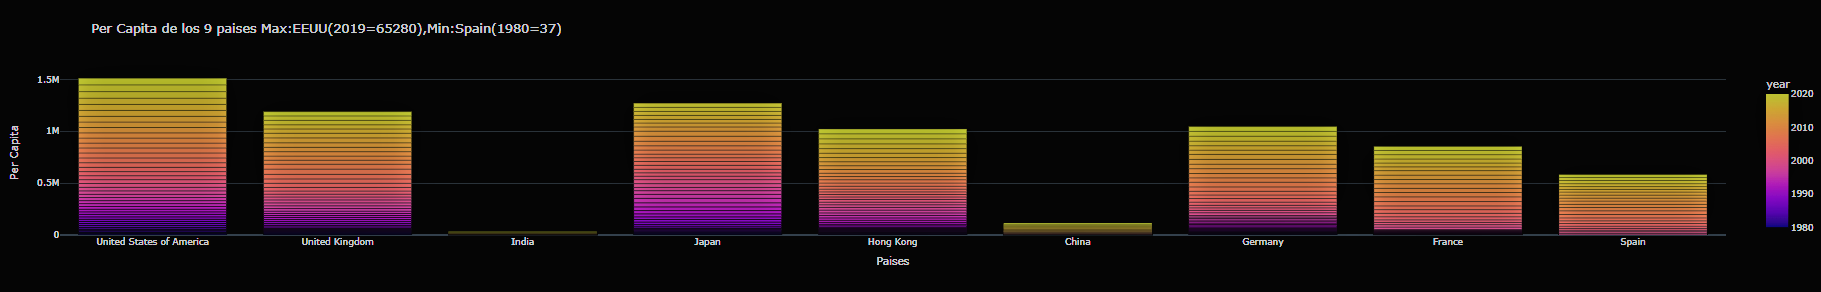 Per Capita de los 9 paises Max:EEUU(2019=65280),Min:Spain(1980=37)
year
1.5M
2020
2010
1M
Per Capita
2000
0.5M
1990
0
1980
United States of America
United Kingdom
India
Japan
Hong Kong
China
Germany
France
Spain
Paises